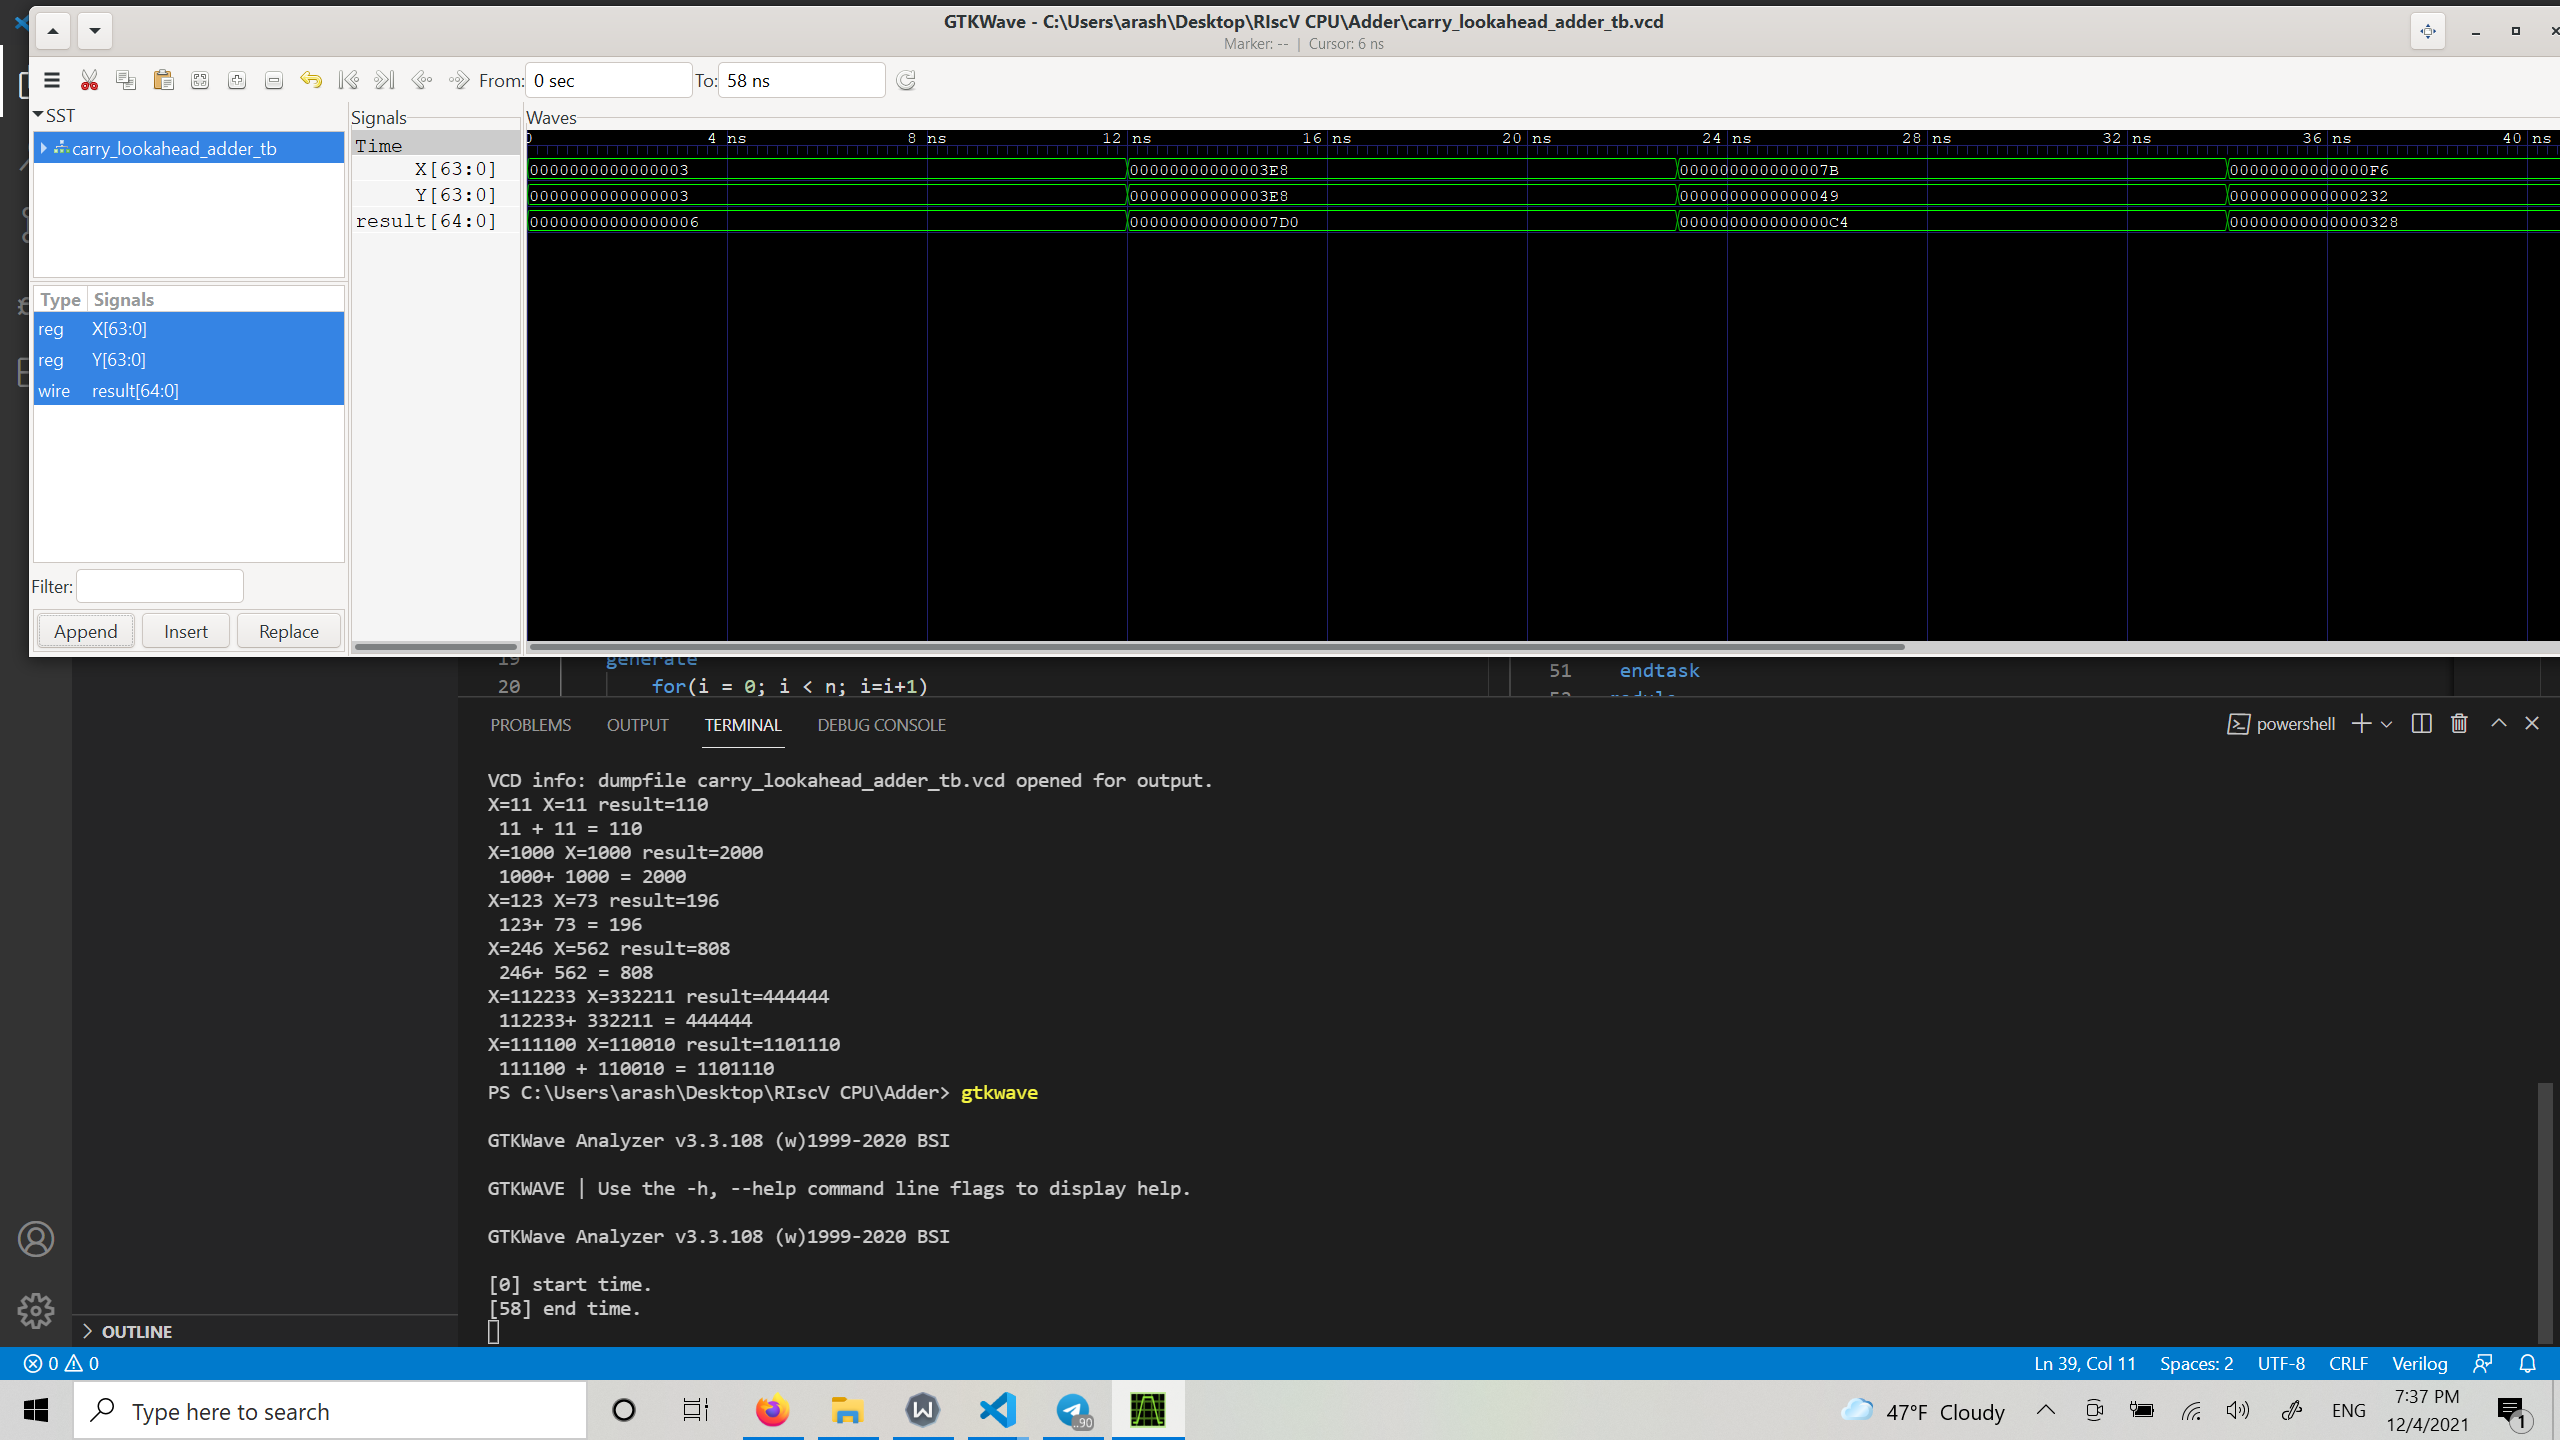 GTKWave - C:\Users\arash\Desktop\RIscV CPU\Adder\carry_lookahead_adder_tb.vcd
Marker: -- | Cursor: 6 ns
From: 0 sec To: 58 ns
SST
carry_lookahead_adder_tb
Type Signals
reg X[63:0]
reg Y[63:0]
wire result[64:0]
Filter:
Append Insert Replace
Signals
Time
X[63:0]
Y[63:0]
result[64:0]
Waves
0 4 ns 8 ns 12 ns 16 ns 20 ns 24 ns 28 ns 32 ns 36 ns 40 ns
0000000000000003 00000000000003E8 000000000000007B 00000000000000F6
0000000000000003 00000000000003E8 0000000000000049 0000000000000232
00000000000000006 000000000000007D0 000000000000000C4 00000000000000328
19 generate
20 for(i = 0; i < n; i=i+1)
51 endtask
PROBLEMS OUTPUT TERMINAL DEBUG CONSOLE
powershell
VCD info: dumpfile carry_lookahead_adder_tb.vcd opened for output.
X=11 X=11 result=110
11 + 11 = 110
X=1000 X=1000 result=2000
1000+ 1000 = 2000
X=123 X=73 result=196
123+ 73 = 196
X=246 X=562 result=808
246+ 562 = 808
X=112233 X=332211 result=444444
112233+ 332211 = 444444
X=111100 X=110010 result=1101110
111100 + 110010 = 1101110
PS C:\Users\arash\Desktop\RIscV CPU\Adder> gtkwave
GTKWave Analyzer v3.3.108 (w)1999-2020 BSI
GTKWAVE | Use the -h, --help command line flags to display help.
GTKWave Analyzer v3.3.108 (w)1999-2020 BSI
[0] start time.
[58] end time.
OUTLINE
0 0
Ln 39, Col 11 Spaces: 2 UTF-8 CRLF Verilog
Type here to search
..90
47°F Cloudy
ENG
7:37 PM
12/4/2021
1